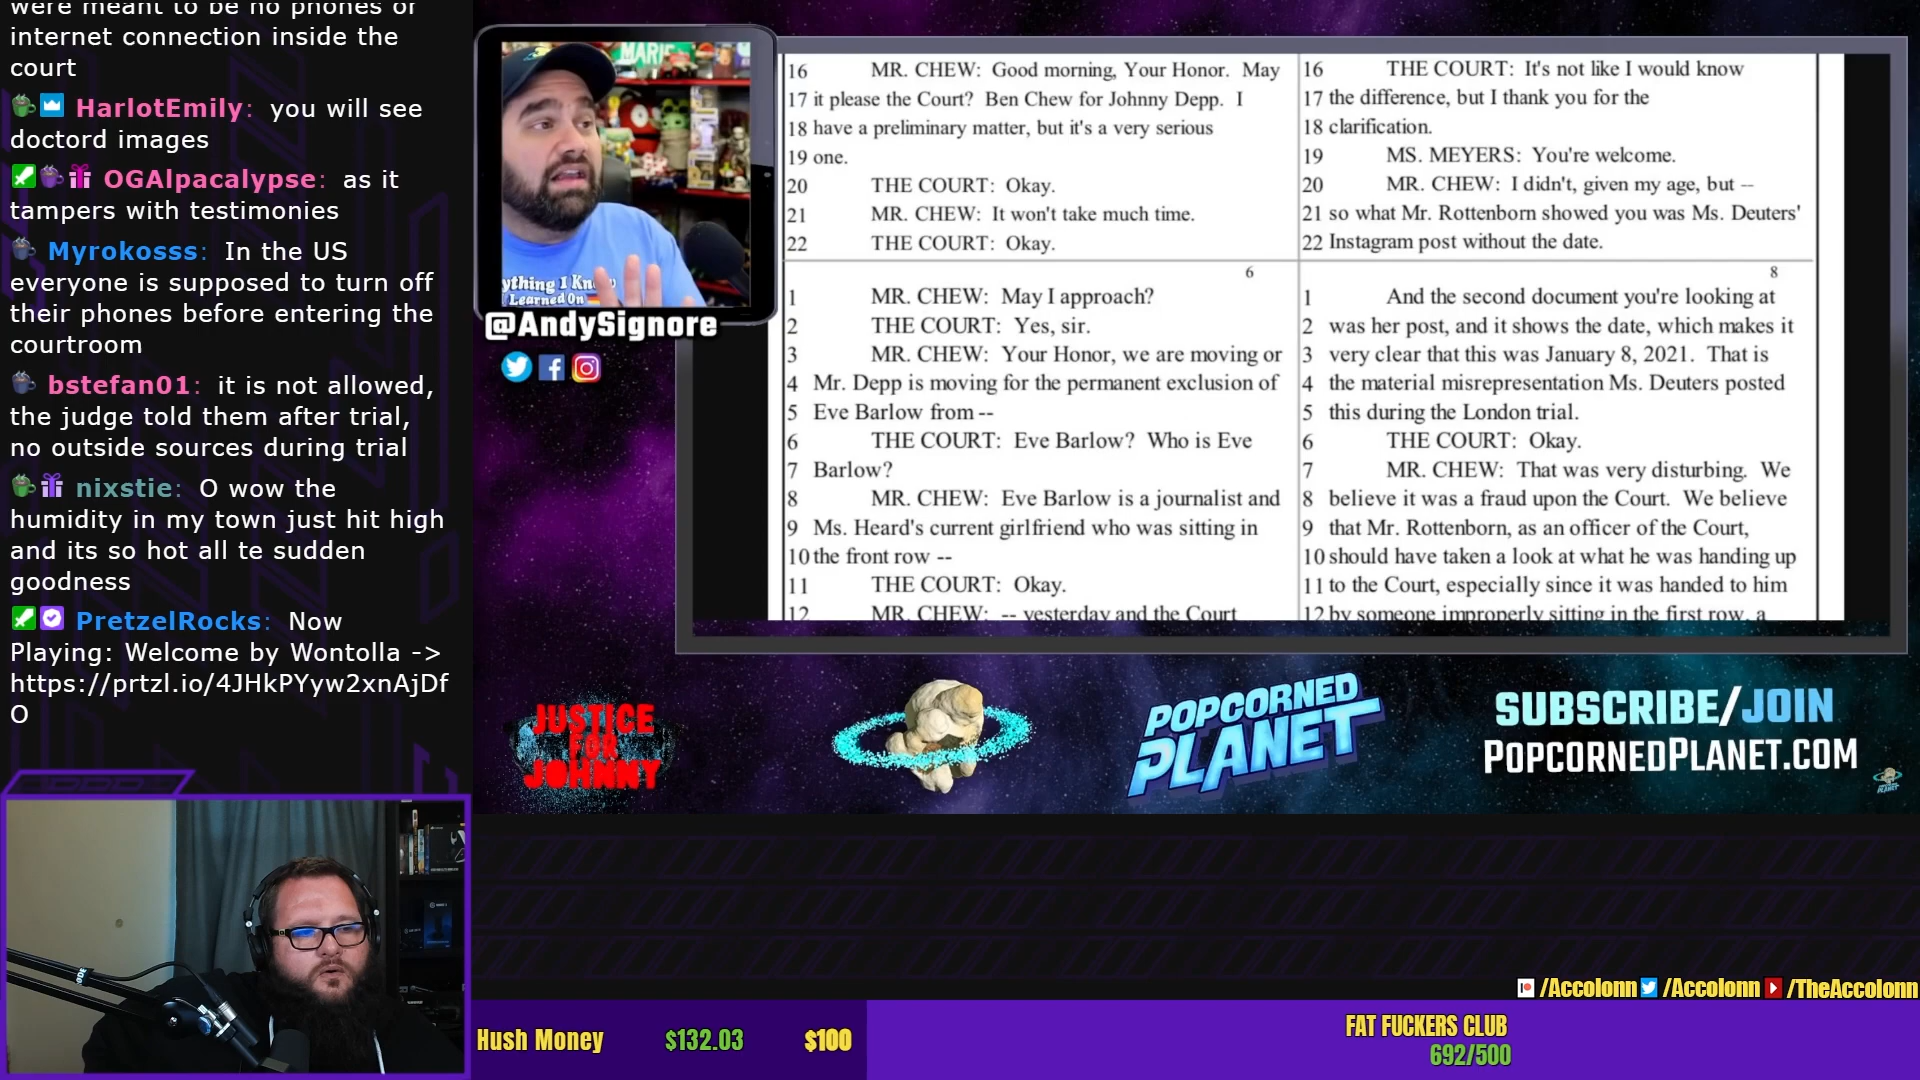 were meant to be no phones or
internet connection inside the
court
HarlotEmily: you will see
doctord images
OGAlpacalypse: as it
tampers with testimonies
Myrokosss: In the US
everyone is supposed to turn off
their phones before entering the
courtroom
bstefan01: it is not allowed,
the judge told them after trial,
no outside sources during trial
nixstie: O wow the
humidity in my town just hit high
and its so hot all te sudden
goodness
PretzelRocks: Now
Playing: Welcome by Wontolla ->
https://prtzl.io/4JHkPYyw2xnAjDf
O
MARIE
Learned On
@AndySignore
16 MR. CHEW: Good morning, Your Honor. May
17 it please the Court? Ben Chew for Johnny Depp. I
18 have a preliminary matter, but it's a very serious
19 one.
20 THE COURT: Okay.
21 MR. CHEW: It won't take much time.
22 THE COURT: Okay.
6
1 MR. CHEW: May I approach?
2 THE COURT: Yes, sir.
3 MR. CHEW: Your Honor, we are moving or
4 Mr. Depp is moving for the permanent exclusion of
5 Eve Barlow from --
6 THE COURT: Eve Barlow? Who is Eve
7 Barlow?
8 MR. CHEW: Eve Barlow is a journalist and
9 Ms. Heard's current girlfriend who was sitting in
10 the front row --
11 THE COURT: Okay.
12 MR. CHEW: -- yesterday and the Court
16 THE COURT: It's not like I would know
17 the difference, but I thank you for the
18 clarification.
19 MS. MEYERS: You're welcome.
20 MR. CHEW: I didn't, given my age, but --
21 so what Mr. Rottenborn showed you was Ms. Deuters'
22 Instagram post without the date.
8
1 And the second document you're looking at
2 was her post, and it shows the date, which makes it
3 very clear that this was January 8, 2021. That is
4 the material misrepresentation Ms. Deuters posted
5 this during the London trial.
6 THE COURT: Okay.
7 MR. CHEW: That was very disturbing. We
8 believe it was a fraud upon the Court. We believe
9 that Mr. Rottenborn, as an officer of the Court,
10 should have taken a look at what he was handing up
11 to the Court, especially since it was handed to him
12 by someone improperly sitting in the first row, a
JUSTICE
FOR
JOHNNY
POPCORNED
PLANET
SUBSCRIBE/JOIN
POPCORNEDPLANET.COM
/Accolonn /Accolonn /TheAccolonn
Hush Money $132.03 $100
FAT FUCKERS CLUB
692/500